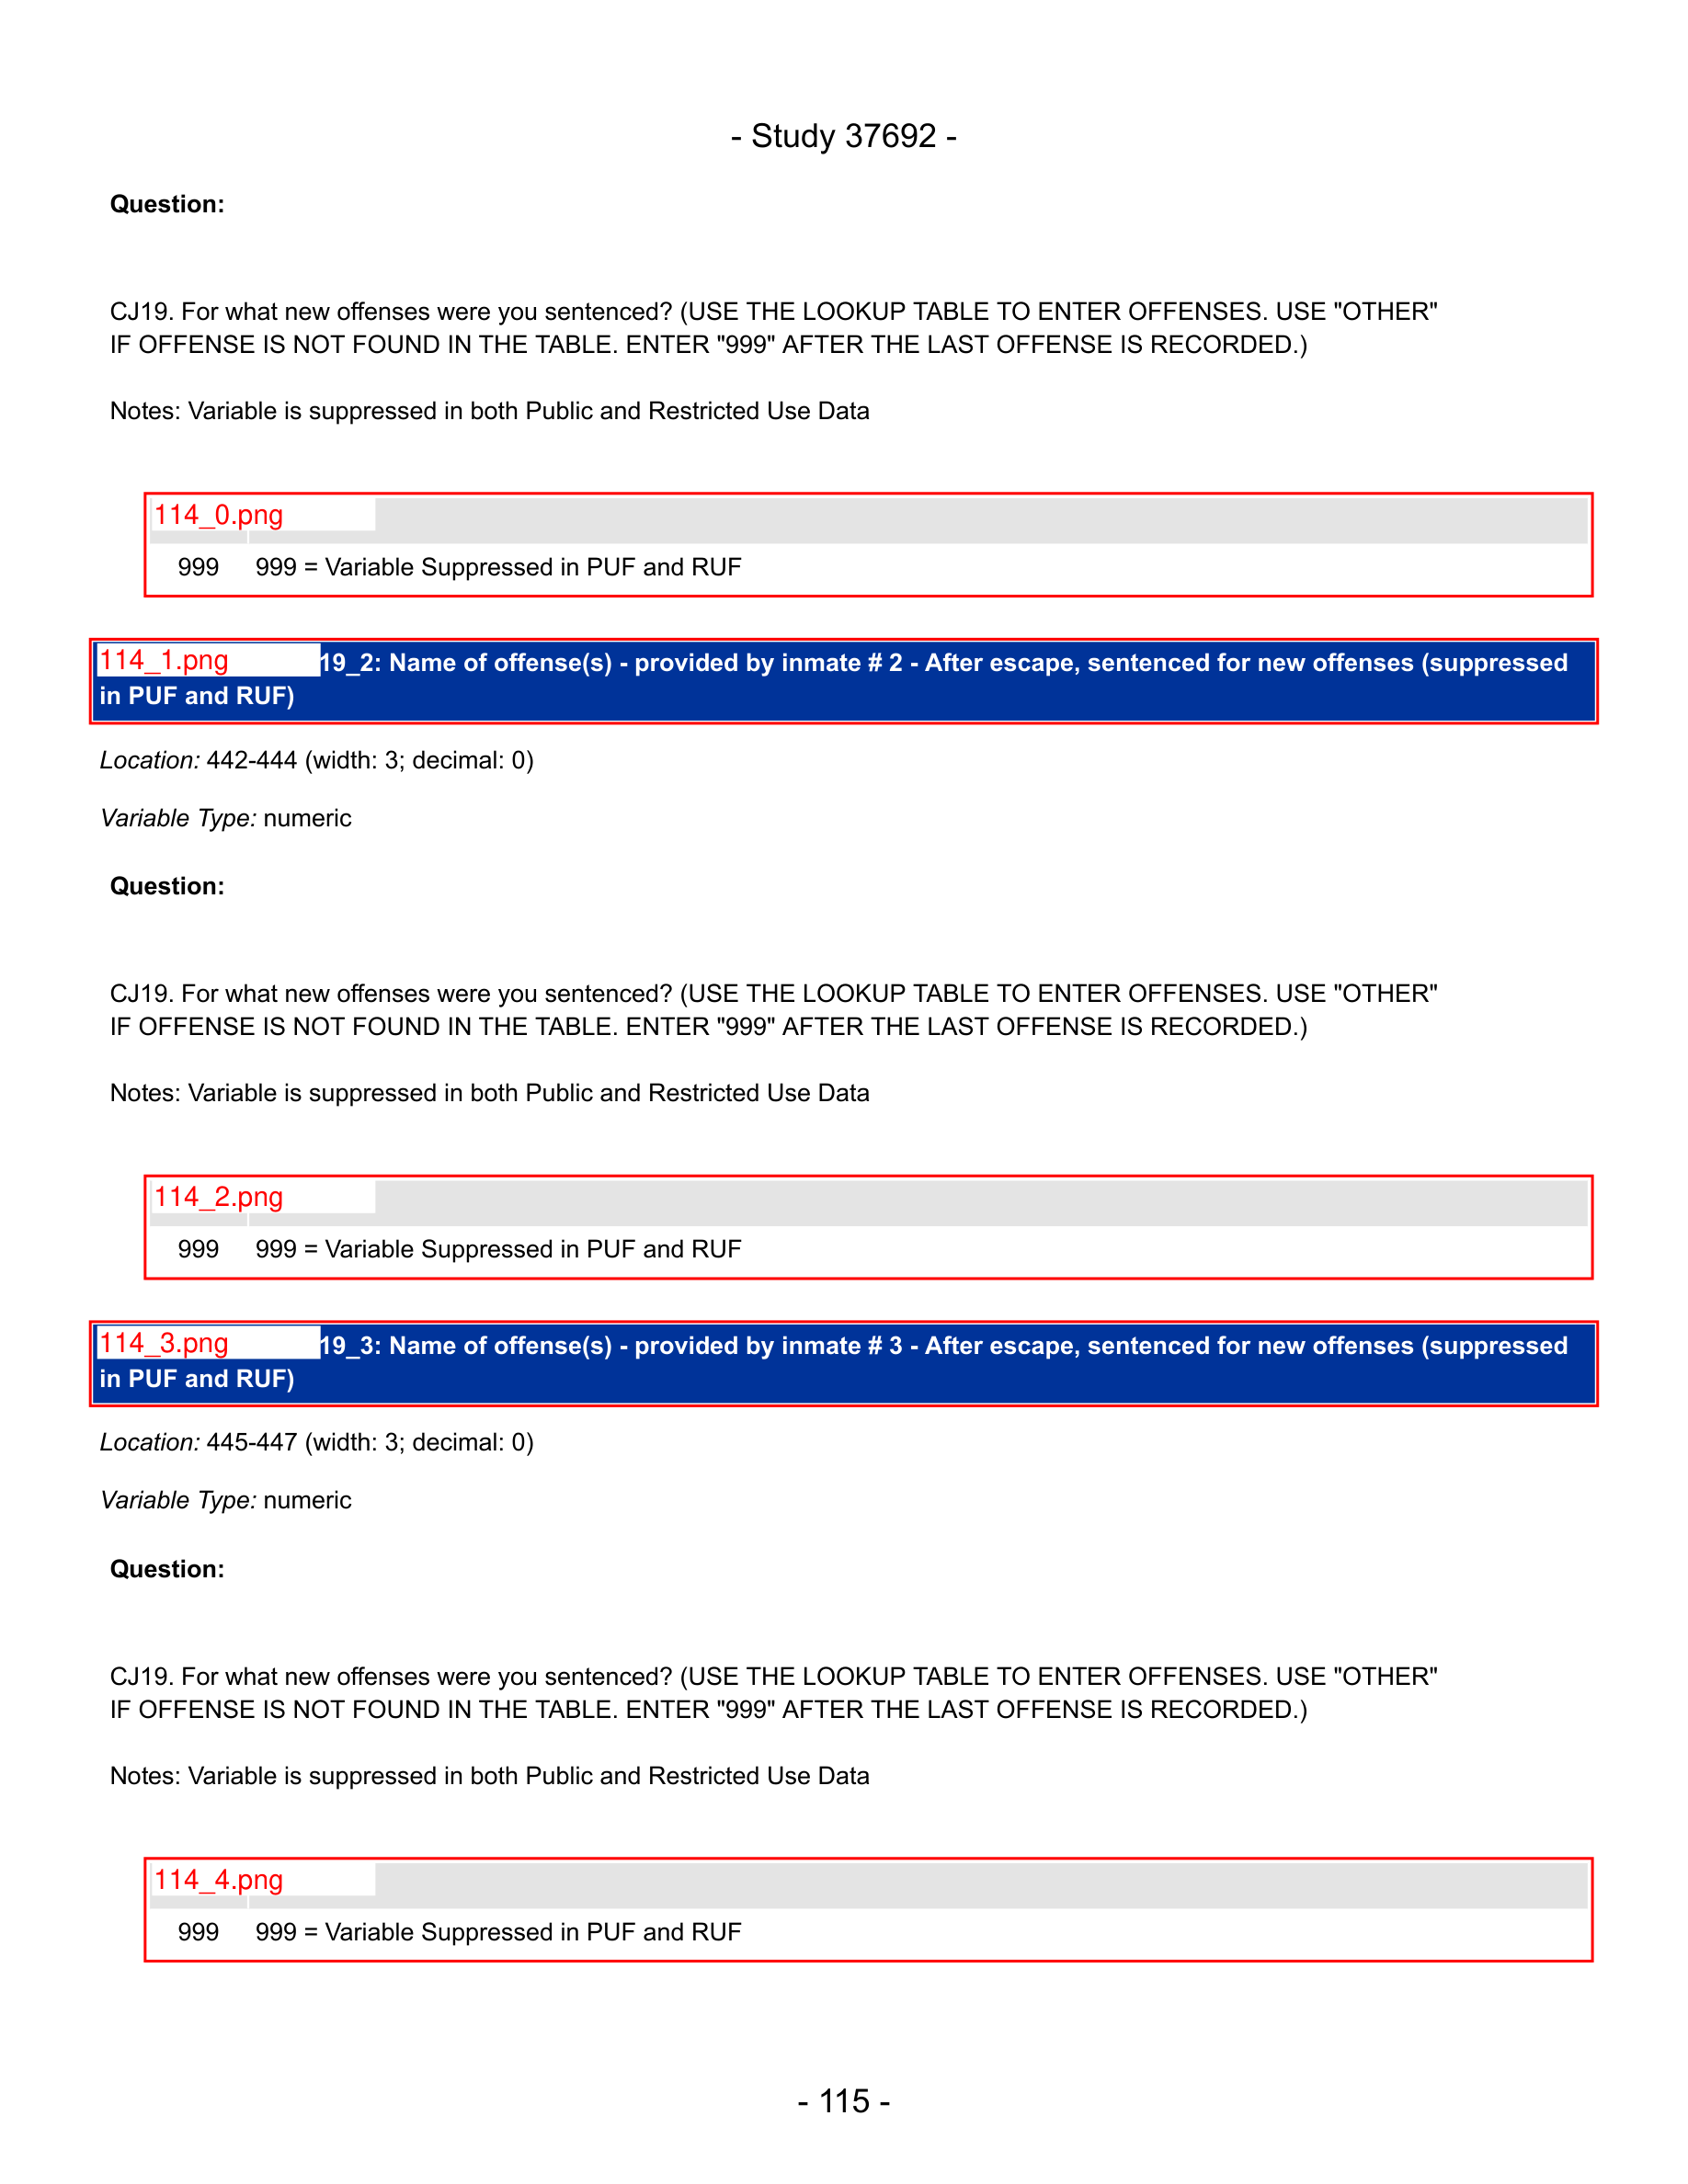 - Study 37692 -
Question:
CJ19. For what new offenses were you sentenced? (USE THE LOOKUP TABLE TO ENTER OFFENSES. USE "OTHER"
IF OFFENSE IS NOT FOUND IN THE TABLE. ENTER "999" AFTER THE LAST OFFENSE IS RECORDED.)
Notes: Variable is suppressed in both Public and Restricted Use Data
114_0.png
999 999 = Variable Suppressed in PUF and RUF
114_1.png 19_2: Name of offense(s) - provided by inmate # 2 - After escape, sentenced for new offenses (suppressed
in PUF and RUF)
Location: 442-444 (width: 3; decimal: 0)
Variable Type: numeric
Question:
CJ19. For what new offenses were you sentenced? (USE THE LOOKUP TABLE TO ENTER OFFENSES. USE "OTHER"
IF OFFENSE IS NOT FOUND IN THE TABLE. ENTER "999" AFTER THE LAST OFFENSE IS RECORDED.)
Notes: Variable is suppressed in both Public and Restricted Use Data
114_2.png
999 999 = Variable Suppressed in PUF and RUF
114_3.png 19_3: Name of offense(s) - provided by inmate # 3 - After escape, sentenced for new offenses (suppressed
in PUF and RUF)
Location: 445-447 (width: 3; decimal: 0)
Variable Type: numeric
Question:
CJ19. For what new offenses were you sentenced? (USE THE LOOKUP TABLE TO ENTER OFFENSES. USE "OTHER"
IF OFFENSE IS NOT FOUND IN THE TABLE. ENTER "999" AFTER THE LAST OFFENSE IS RECORDED.)
Notes: Variable is suppressed in both Public and Restricted Use Data
114_4.png
999 999 = Variable Suppressed in PUF and RUF
- 115 -